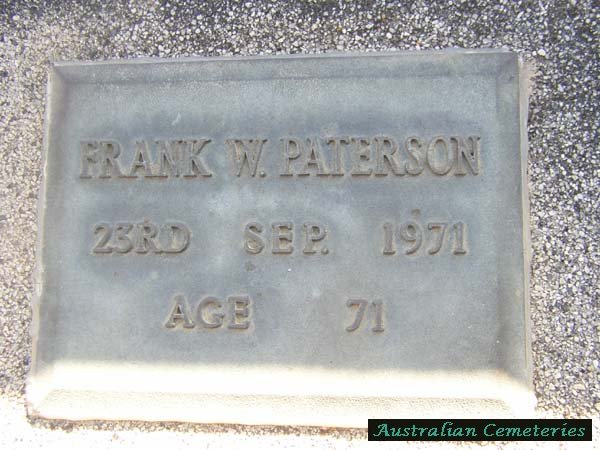 FRANK W. PATERSON
23RD SEP. 1971
AGE 71
Australian Cemeteries